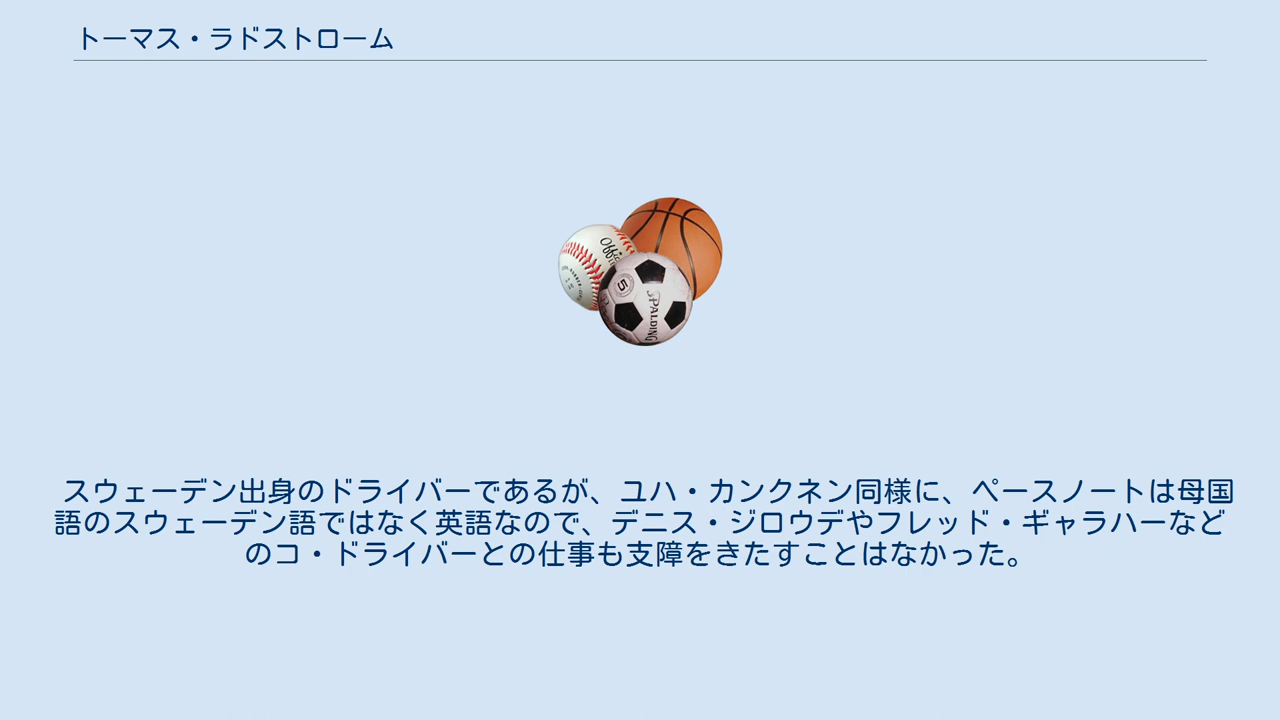 トーマス・ラドストローム
Offic
5
SPALDING
スウェーデン出身のドライバーであるが、ユハ・カンクネン同様に、ペースノートは母国
語のスウェーデン語ではなく英語なので、デニス・ジロウデやフレッド・ギャラハーなど
のコ・ドライバーとの仕事も支障をきたすことはなかった。